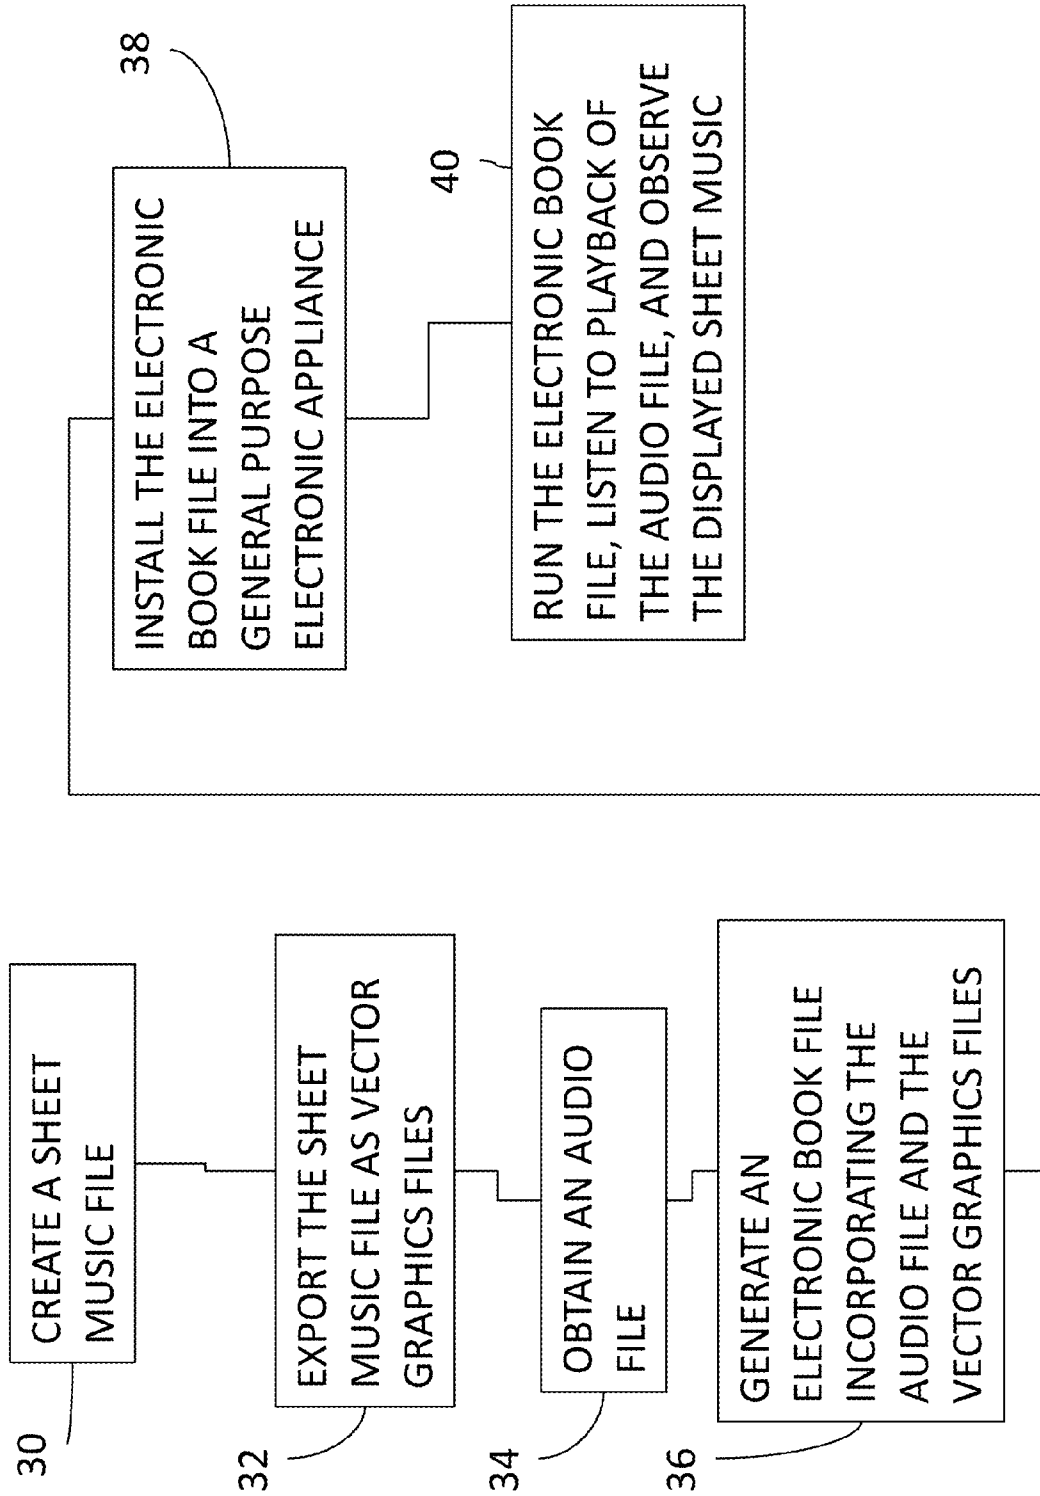 30
CREATE A SHEET
MUSIC FILE
32
EXPORT THE SHEET
MUSIC FILE AS VECTOR
GRAPHICS FILES
34
OBTAIN AN AUDIO
FILE
36
GENERATE AN
ELECTRONIC BOOK FILE
INCORPORATING THE
AUDIO FILE AND THE
VECTOR GRAPHICS FILES
38
INSTALL THE ELECTRONIC
BOOK FILE INTO A
GENERAL PURPOSE
ELECTRONIC APPLIANCE
40
RUN THE ELECTRONIC BOOK
FILE, LISTEN TO PLAYBACK OF
THE AUDIO FILE, AND OBSERVE
THE DISPLAYED SHEET MUSIC